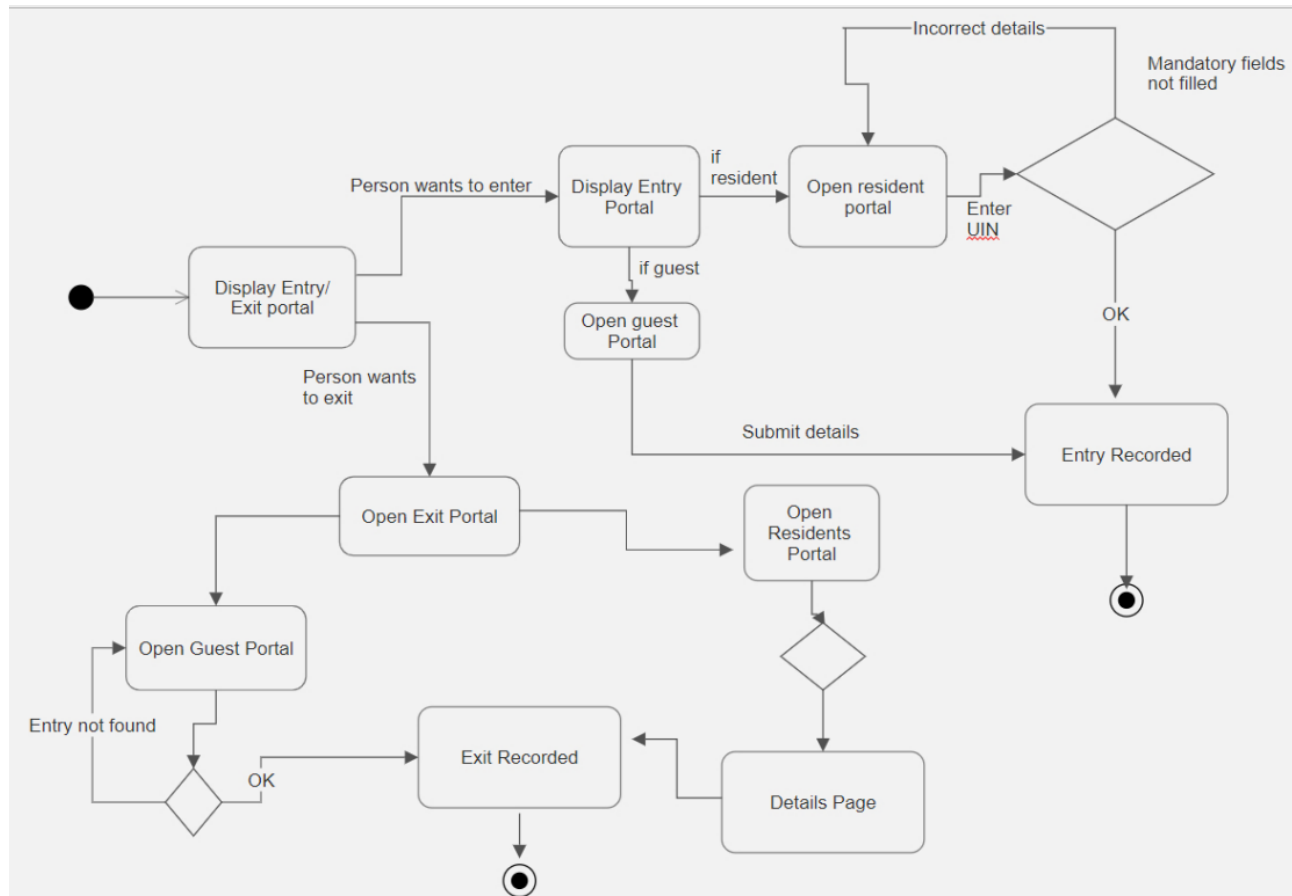 Incorrect details
Mandatory fields
not filled
if
resident
Person wants to enter
Display Entry
Portal
Open resident
portal
Enter
UIN
if guest
Display Entry/
Exit portal
Open guest
Portal
OK
Person wants
to exit
Submit details
Entry Recorded
Open Exit Portal
Open
Residents
Portal
Open Guest Portal
Entry not found
OK
Exit Recorded
Details Page